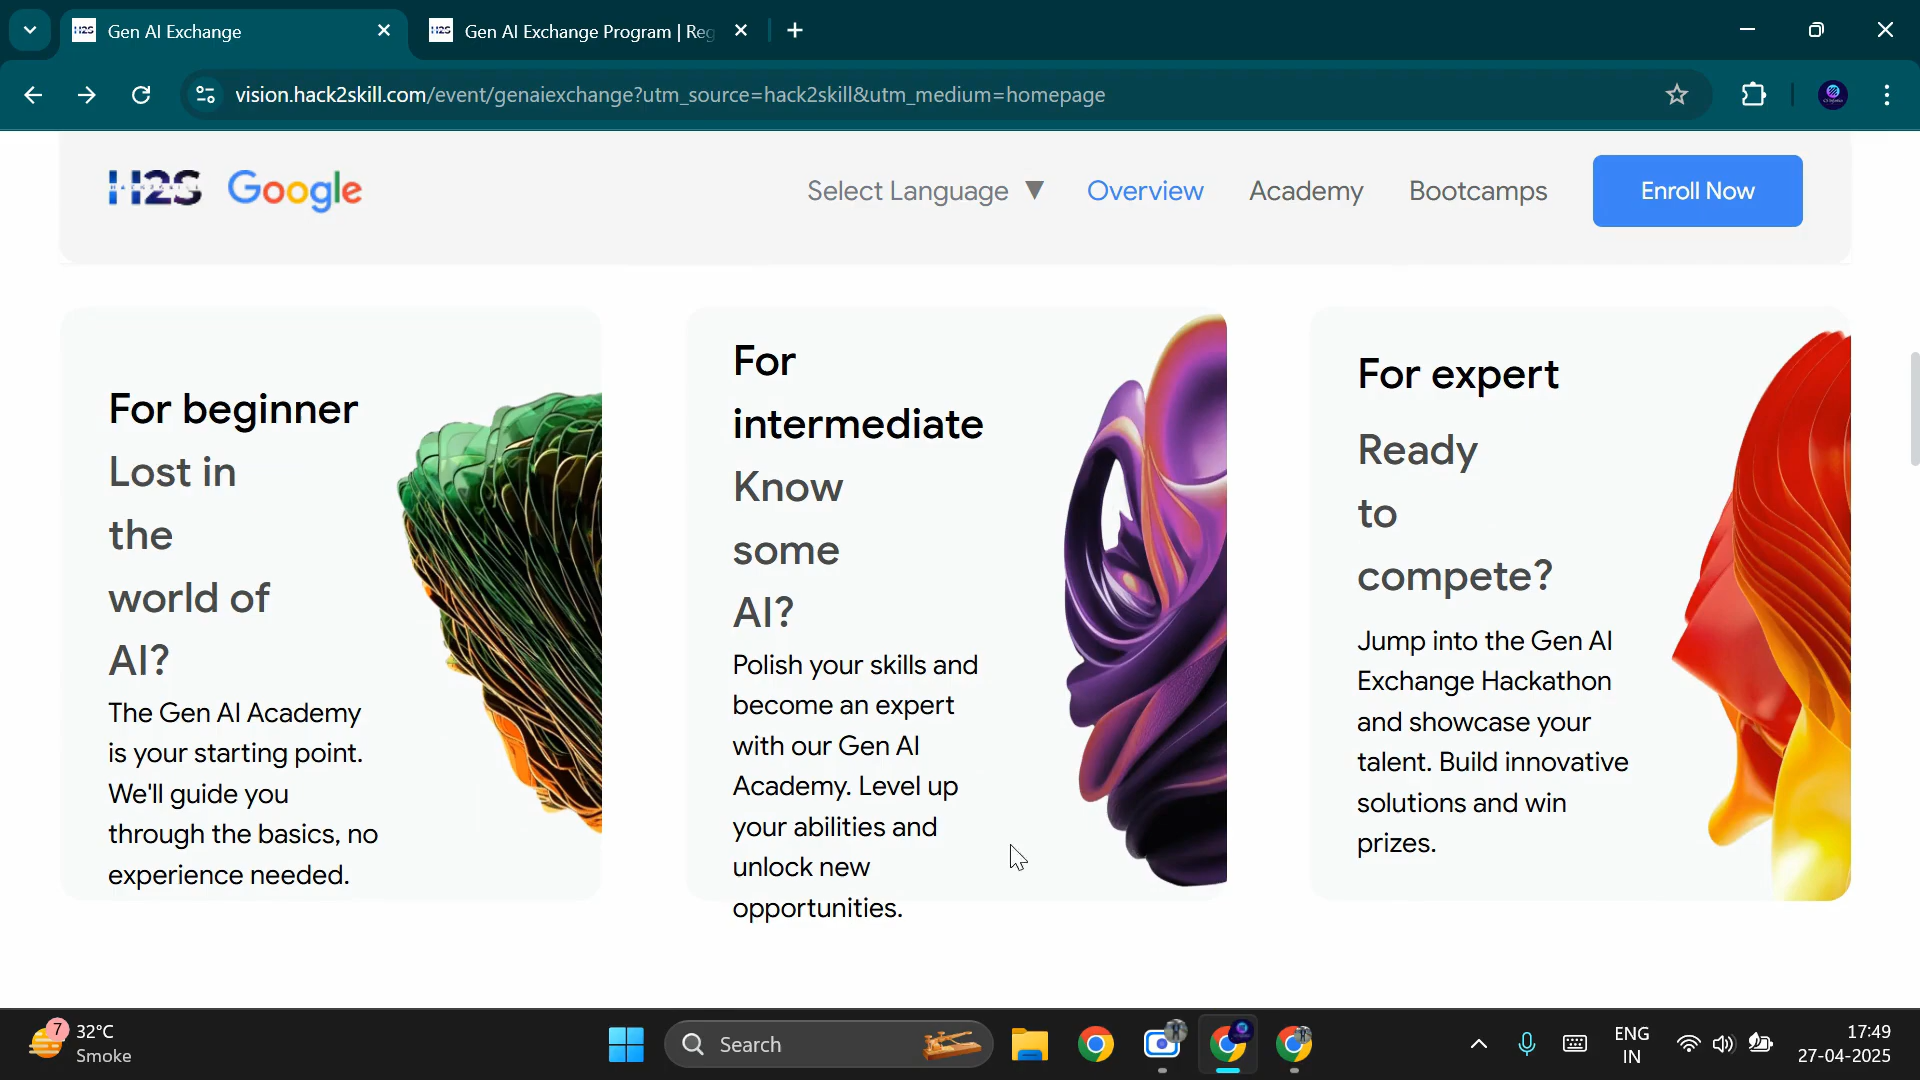 H2S Gen AI Exchange
H2S Gen AI Exchange Program | Reg
vision.hack2skill.com/event/genaiexchange?utm_source=hack2skill&utm_medium=homepage
H2S
HACK2SKILL
Google
Select Language ▼
Overview
Academy
Bootcamps
Enroll Now
For beginner
Lost in
the
world of
AI?
The Gen AI Academy
is your starting point.
We'll guide you
through the basics, no
experience needed.
For
intermediate
Know
some
AI?
Polish your skills and
become an expert
with our Gen AI
Academy. Level up
your abilities and
unlock new
opportunities.
For expert
Ready
to
compete?
Jump into the Gen AI
Exchange Hackathon
and showcase your
talent. Build innovative
solutions and win
prizes.
7
32°C
Smoke
Search
ENG
IN
17:49
27-04-2025